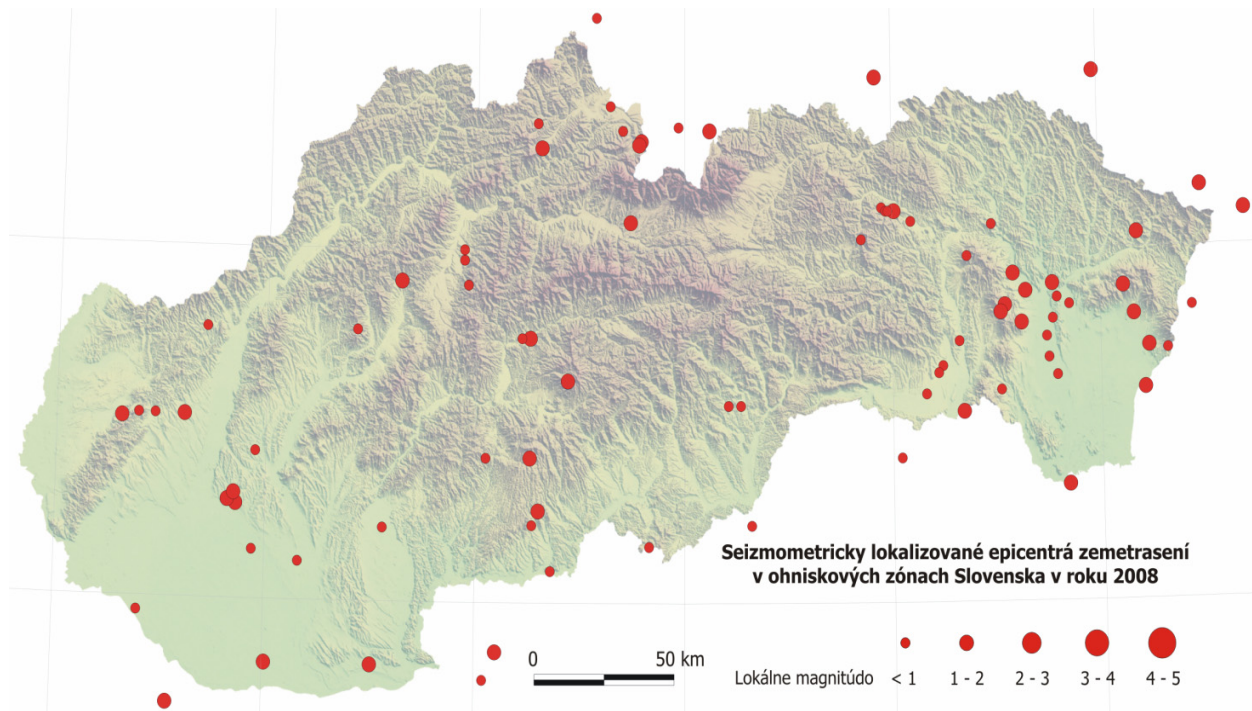 Seizmometricky lokalizované epicentrá zemetrasení
v ohniskových zónach Slovenska v roku 2008
0 50 km
Lokálne magnitúdo < 1 1 - 2 2 - 3 3 - 4 4 - 5